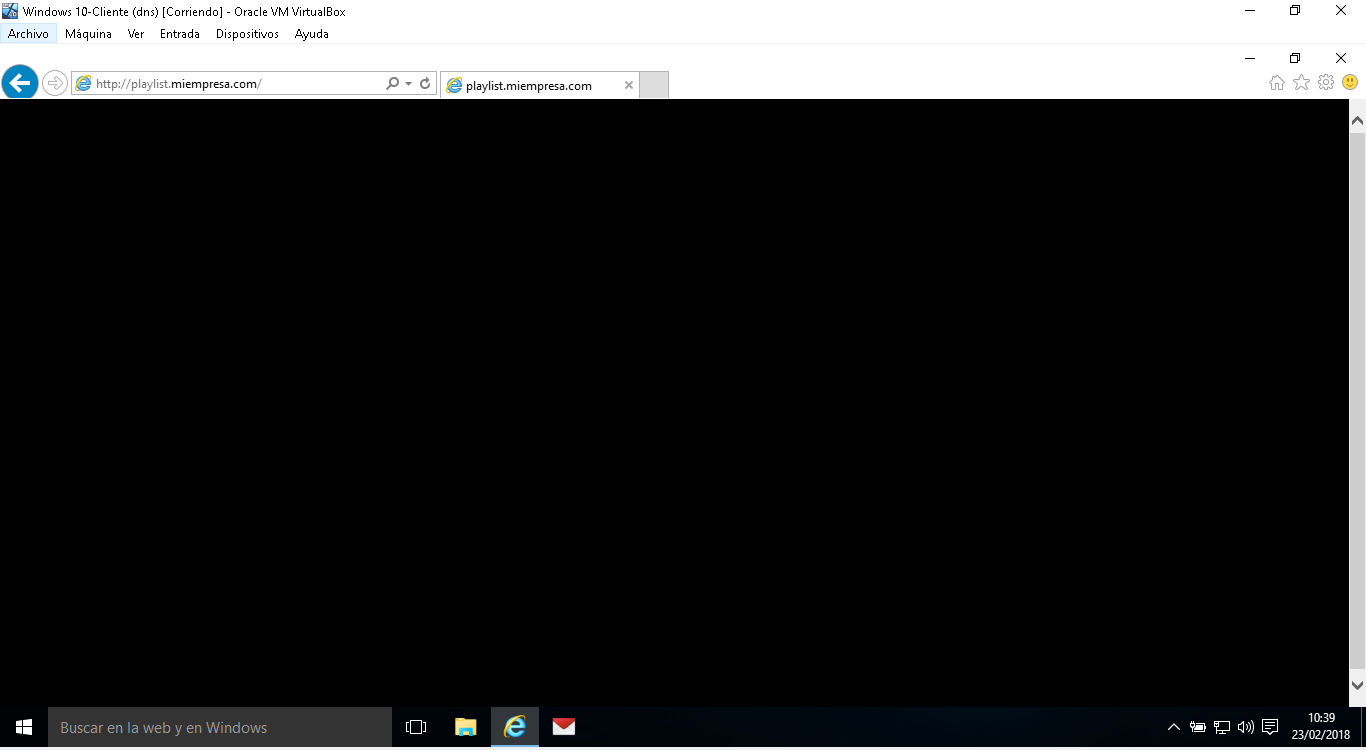 Windows 10-Cliente (dns) [Corriendo] - Oracle VM VirtualBox
Archivo Máquina Ver Entrada Dispositivos Ayuda
http://playlist.miempresa.com/ playlist.miempresa.com
Buscar en la web y en Windows
10:39
23/02/2018